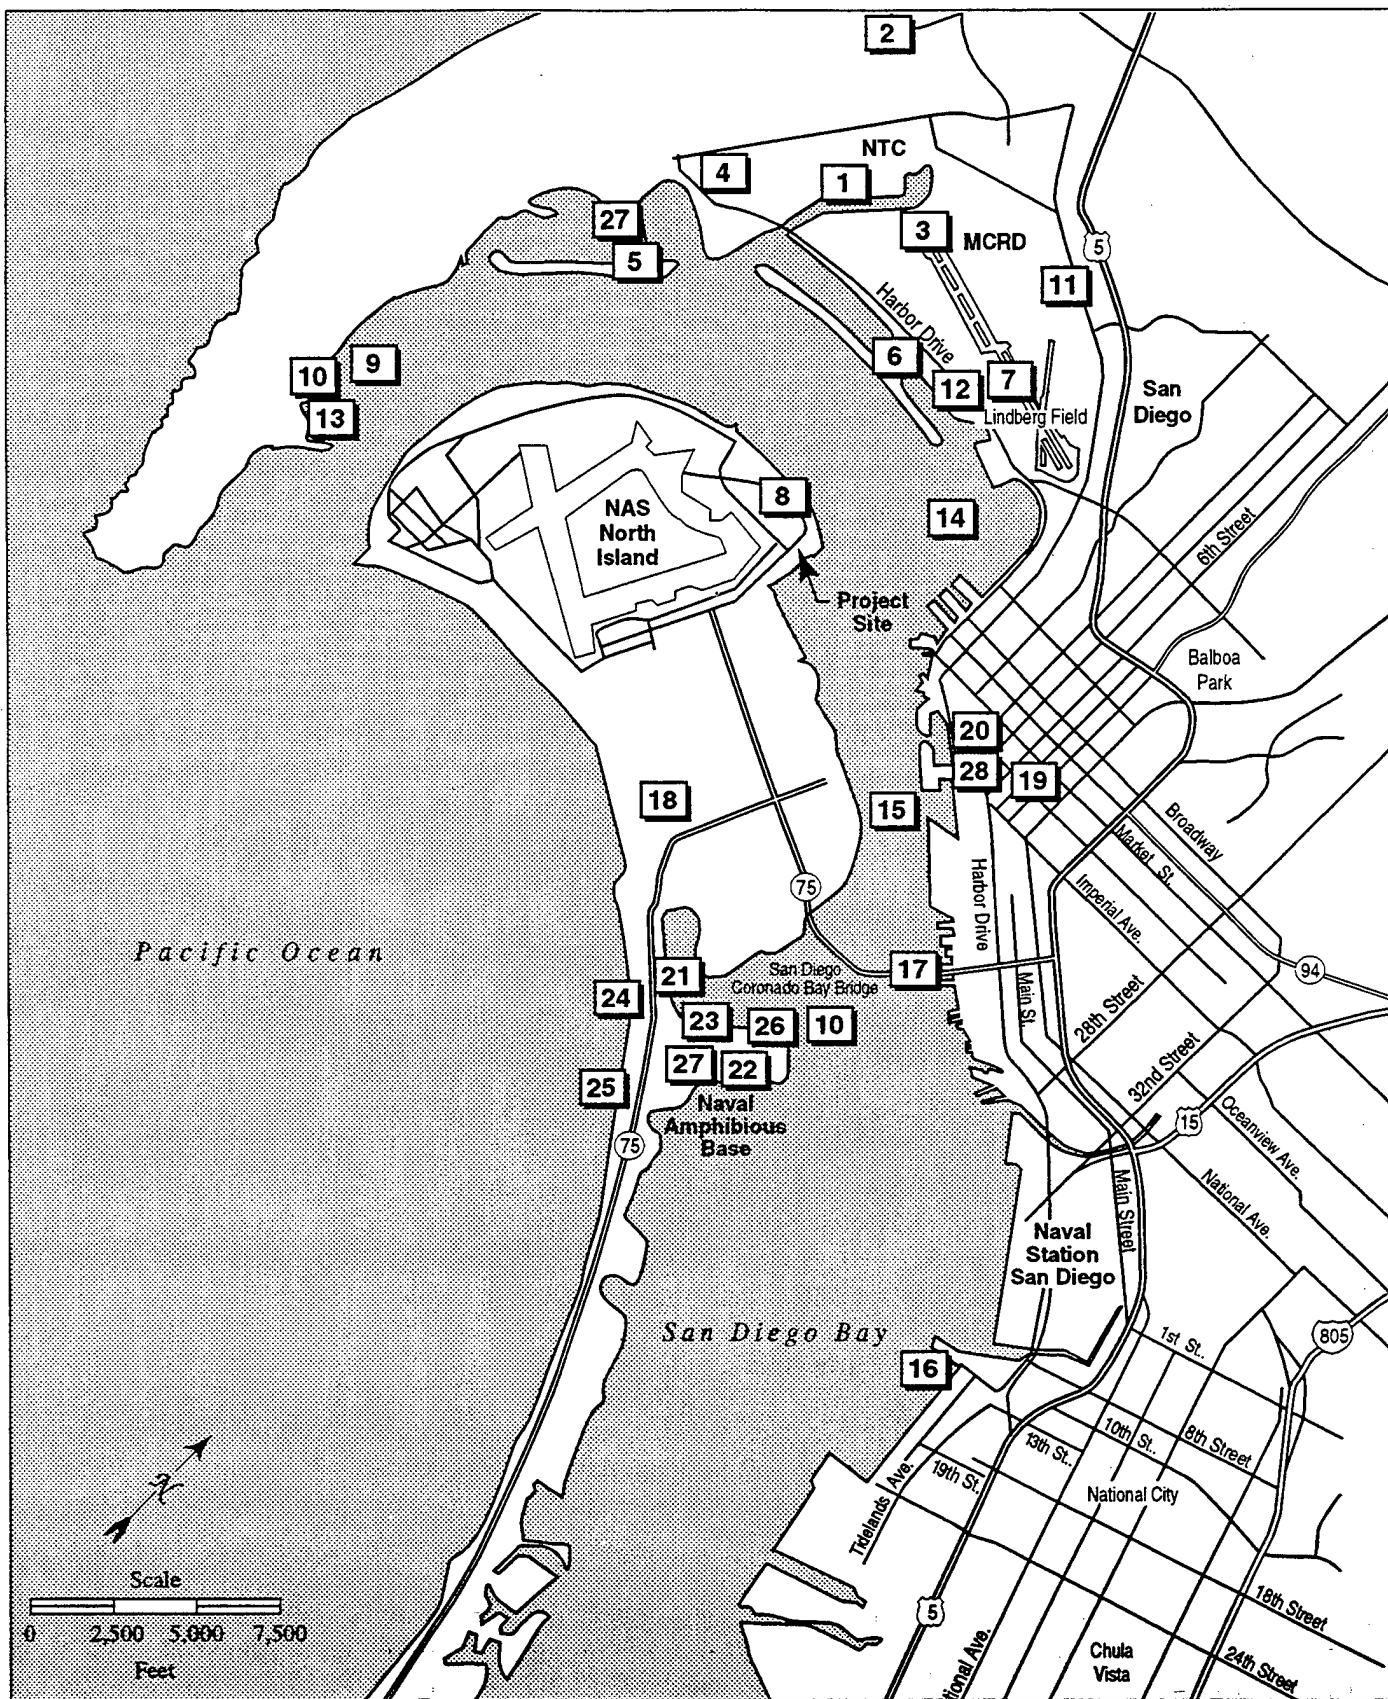 2
NTC
4
1
27
3
MCRD
5
5
11
Harbor Drive
6
9
10
12
7
13
Lindberg Field
San
Diego
8
NAS
North
Island
14
6th Street
Project
Site
Balboa
Park
20
28
19
18
15
Broadway
Market St.
Harbor Drive
75
Imperial Ave.
Pacific Ocean
San Diego
Coronado Bay Bridge
17
21
94
24
Main St.
23
26
10
28th Street
27
22
32nd Street
25
Naval
Amphibious
Base
15
Oceanview Ave.
75
National Ave.
Main Street
Naval
Station
San Diego
San Diego Bay
1st St..
805
16
10th St..
8th Street
13th St..
19th St.
Tidelands Ave.
National City
Scale
0 2,500 5,000 7,500
Feet
5
18th Street
24th Street
Chula
Vista
tional Ave.